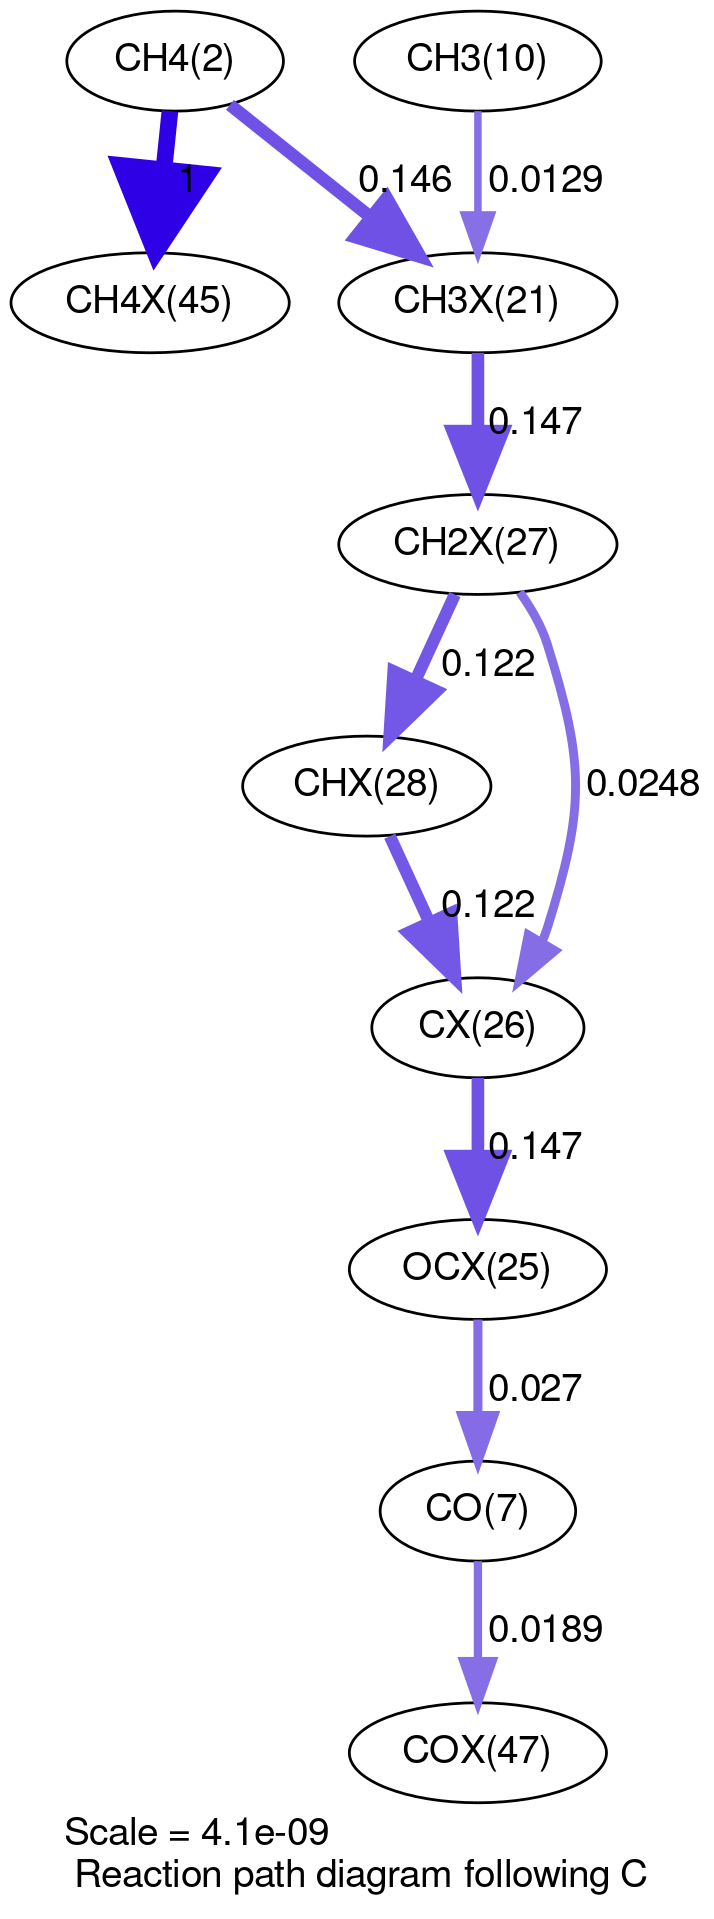 CH4(2)
CH3(10)
1
0.146
0.0129
CH4X(45)
CH3X(21)
0.147
CH2X(27)
0.122
CHX(28)
0.0248
0.122
CX(26)
0.147
OCX(25)
0.027
CO(7)
0.0189
COX(47)
Scale = 4.1e-09
Reaction path diagram following C